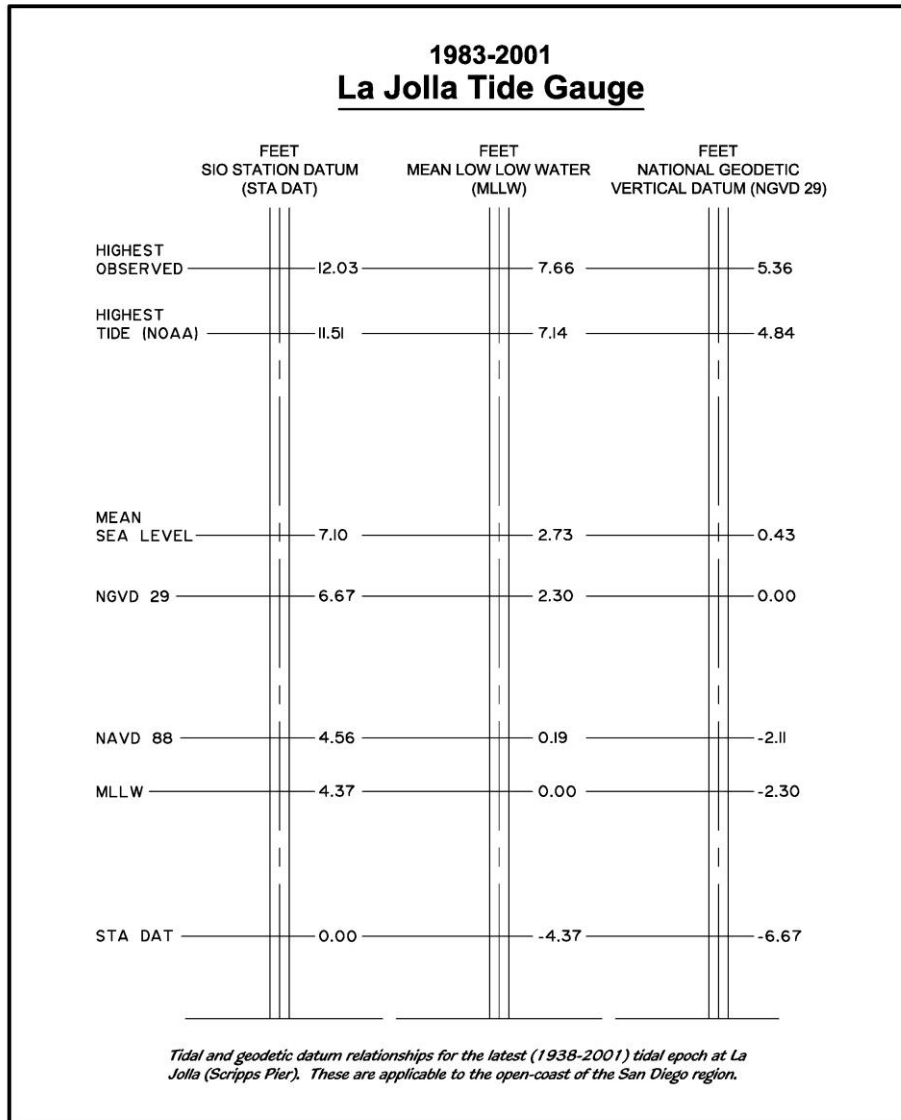 1983-2001
La Jolla Tide Gauge
FEET
SIO STATION DATUM
(STA DAT)
FEET
MEAN LOW LOW WATER
(MLLW)
FEET
NATIONAL GEODETIC
VERTICAL DATUM (NGVD 29)
HIGHEST
OBSERVED 12.03 7.66 5.36
HIGHEST
TIDE (NOAA) 11.51 7.14 4.84
MEAN
SEA LEVEL 7.10 2.73 0.43
NGVD 29 6.67 2.30 0.00
NAVD 88 4.56 0.19 -2.11
MLLW 4.37 0.00 -2.30
STA DAT 0.00 -4.37 -6.67
Tidal and geodetic datum relationships for the latest (1938-2001) tidal epoch at La
Jolla (Scripps Pier). These are applicable to the open-coast of the San Diego region.